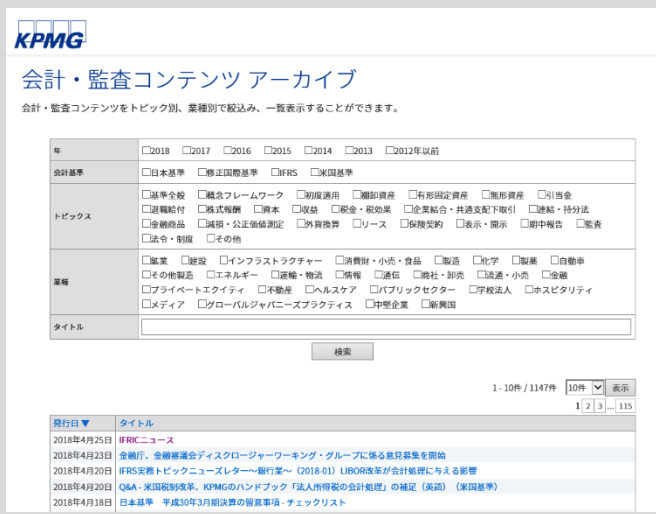 KPMG
会計・監査コンテンツ アーカイブ
会計・監査コンテンツをトピック別、業種別で絞込み、一覧表示することができます。
年 □2018 □2017 □2016 □2015 □2014 □2013 □2012年以前
会計基準 □日本基準 □修正国際基準 □IFRS □米国基準
□基準全般 □概念フレームワーク □初度適用 □棚卸資産 □有形固定資産 □無形資産 □引当金
□退職給付 □株式報酬 □資本 □収益 □税金・税効果 □企業結合・共通支配下取引 □連結・持分法
トピックス
□金融商品 □減損・公正価値測定 □外貨換算 □リース □保険契約 □表示・開示 □期中報告 □監査
□法令・制度 □その他
□鉱業 □建設 □インフラストラクチャー □消費財・小売・食品 □製造 □化学 □製薬 □自動車
□その他製造 □エネルギー □運輸・物流 □情報 □通信 □商社・卸売 □流通・小売 □金融
業種
□プライベートエクイティ □不動産 □ヘルスケア □パブリックセクター □学校法人 □ホスピタリティ
□メディア □グローバルジャパニーズプラクティス □中堅企業 □新興国
タイトル
検索
1 - 10件 / 1147件 10件 表示
1 2 3 ... 115
発行日▼ タイトル
2018年4月25日 IFRICニュース
2018年4月23日 金融庁、金融審議会ディスクロージャーワーキング・グループに係る意見募集を開始
2018年4月20日 IFRS実務トピックニューズレター～銀行業～（2018-01）LIBOR改革が会計処理に与える影響
2018年4月20日 Q&A - 米国税制改革、KPMGのハンドブック「法人所得税の会計処理」の補足（英語）（米国基準）
2018年4月18日 日本基準 平成30年3月期決算の留意事項 - チェックリスト